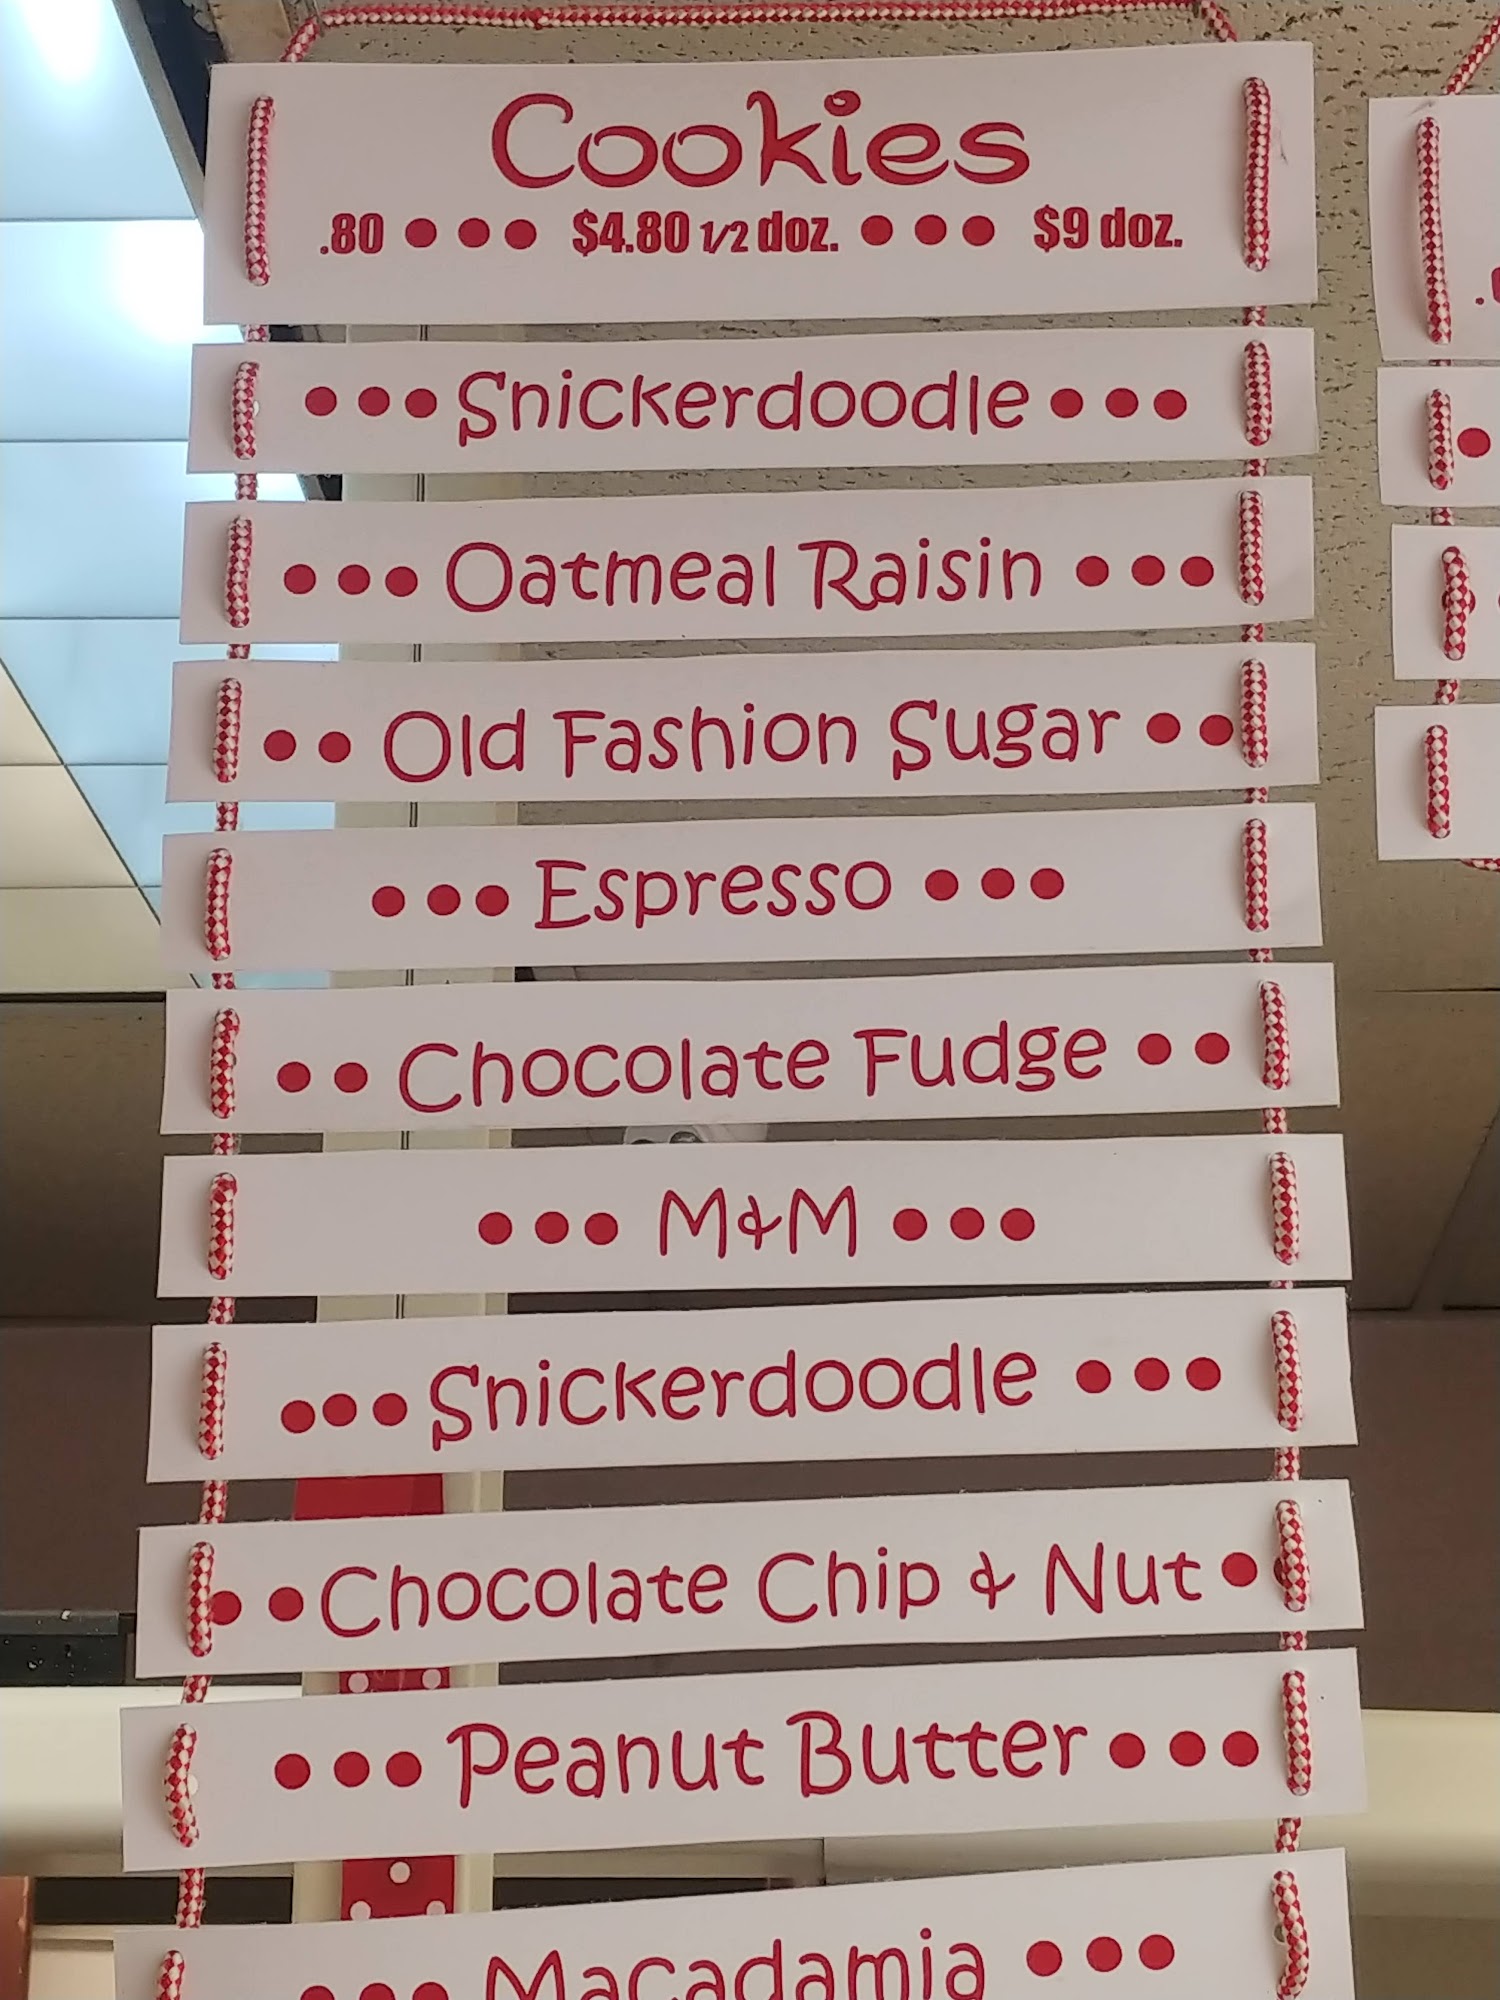 Cookies
.80 ••• $4.80 1/2 doz. ••• $9 doz.
••• Snickerdoodle •••
••• Oatmeal Raisin •••
•• Old Fashion Sugar ••
••• Espresso •••
•• Chocolate Fudge ••
••• M&M •••
••• Snickerdoodle •••
•• Chocolate Chip & Nut ••
••• Peanut Butter •••
••• Macadamia •••